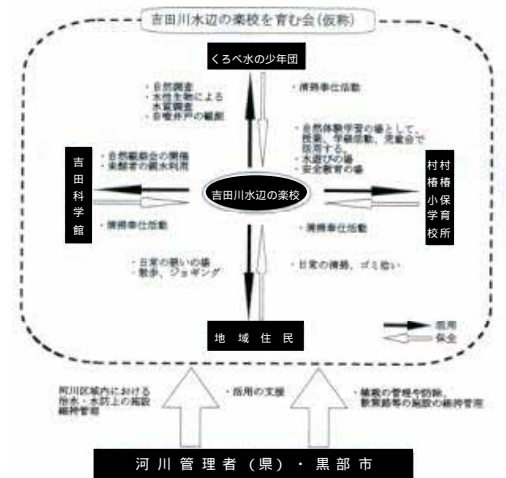 吉田川水辺の楽校を育む会(仮称)
くろべ水の少年団
・自然調査
・水性生物による
水質調査
・自噴井戸の観測
・清掃奉仕活動
・自然体験学習の場として、
授業、学級活動、児童会で
活用する。
・水遊びの場
・安全教育の場
吉田科学館
・自然観察会の開催
・来館者の親水利用
吉田川水辺の楽校
村椿小学校
村椿保育所
・清掃奉仕活動
・清掃奉仕活動
・日常の憩いの場
・散歩、ジョギング
・日常の清掃、ゴミ拾い
地域住民
活用
保全
河川区域内における
治水・水防上の施設
維持管理
・活用の支援
・植栽の管理や防除、
散策路等の施設の維持管理
河川管理者(県)・黒部市